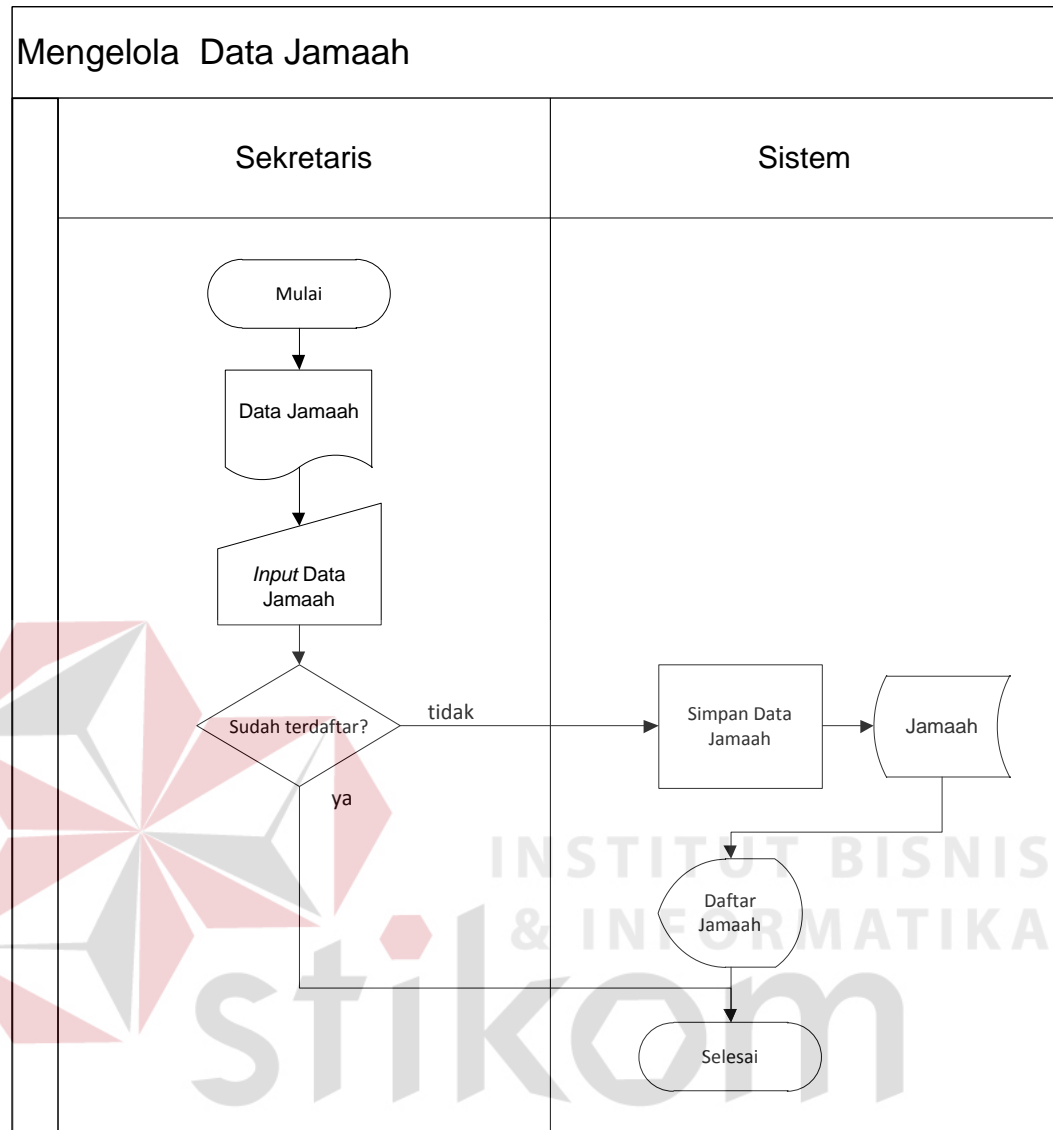 Mengelola Data Jamaah
Sekretaris
Sistem
Mulai
Data Jamaah
Input Data
Jamaah
Sudah terdaftar?
tidak
ya
Simpan Data
Jamaah
Jamaah
Daftar
Jamaah
Selesai
INSTITUT BISNIS
& INFORMATIKA
stikom